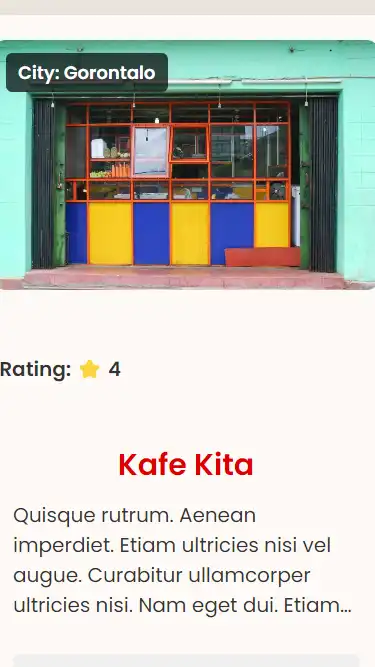 City: Gorontalo
Rating: ⭐ 4
Kafe Kita
Quisque rutrum. Aenean
imperdiet. Etiam ultricies nisi vel
augue. Curabitur ullamcorper
ultricies nisi. Nam eget dui. Etiam...